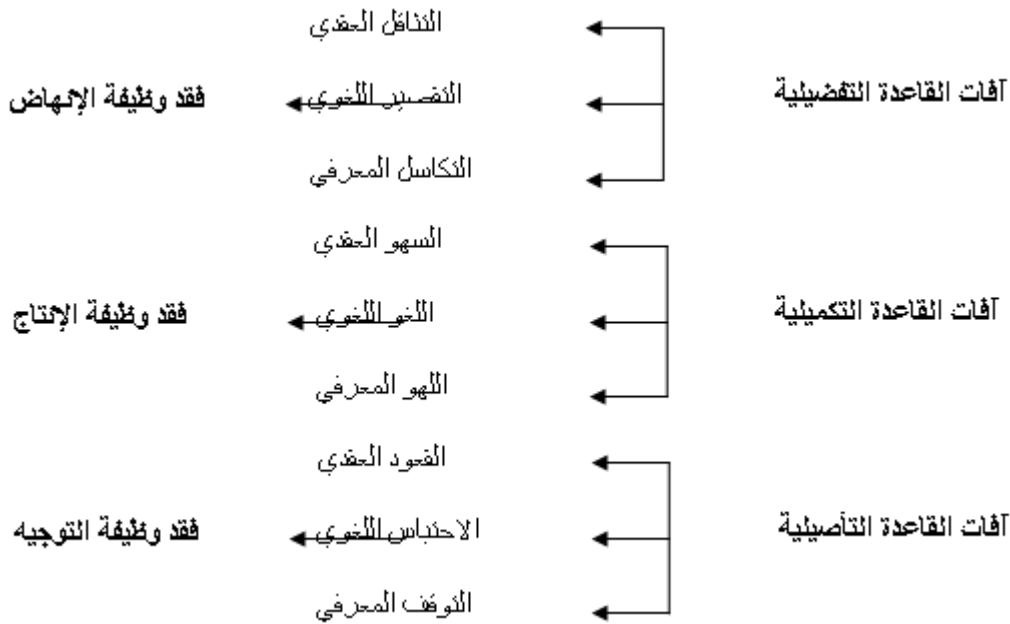 التثاقل العقدي
آفات القاعدة التفضيلية
التقصير اللغوي
فقد وظيفة الإنهاض
التكاسل المعرفي
السهو العقدي
آفات القاعدة التكميلية
اللغو اللغوي
فقد وظيفة الإنتاج
اللهو المعرفي
القعود العقدي
آفات القاعدة التأصيلية
الاحتباس اللغوي
فقد وظيفة التوجيه
التوقف المعرفي